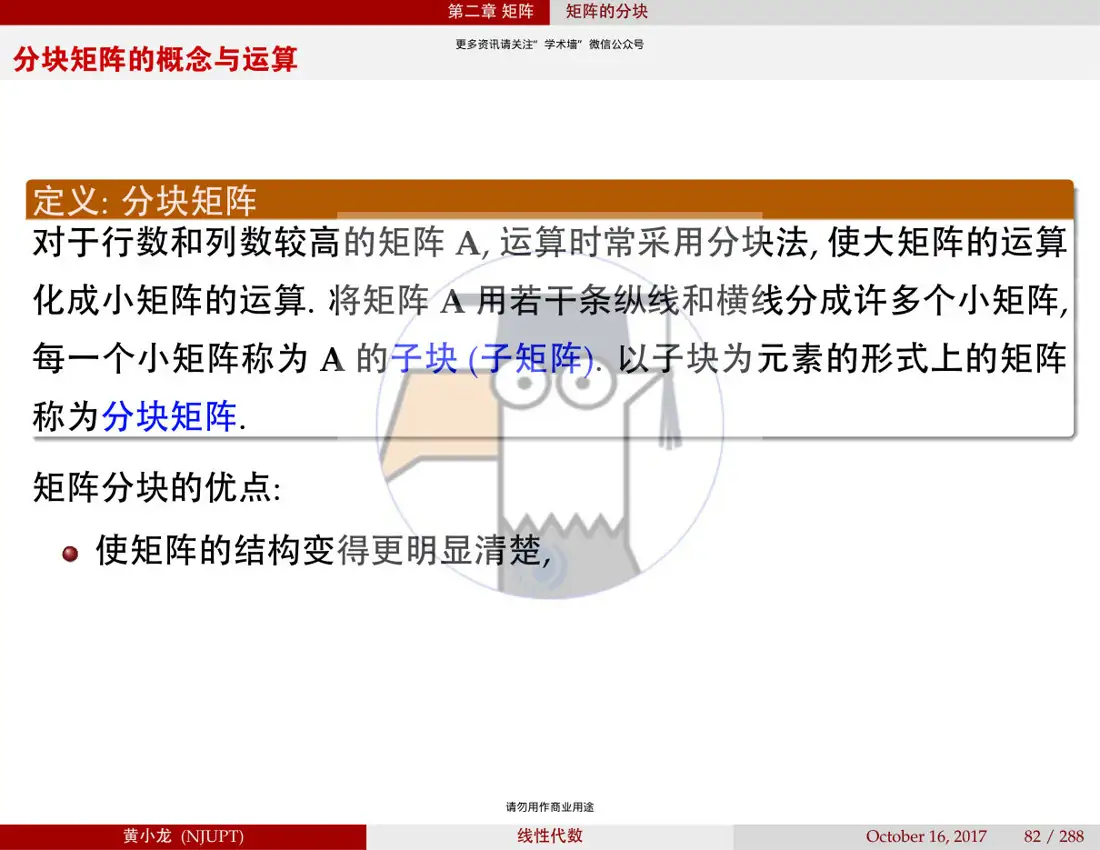 第二章 矩阵 矩阵的分块
更多资讯请关注“学术墙”微信公众号
分块矩阵的概念与运算
定义: 分块矩阵
对于行数和列数较高的矩阵 A, 运算时常采用分块法, 使大矩阵的运算
化成小矩阵的运算. 将矩阵 A 用若干条纵线和横线分成许多个小矩阵,
每一个小矩阵称为 A 的子块 (子矩阵). 以子块为元素的形式上的矩阵
称为分块矩阵.
矩阵分块的优点:
使矩阵的结构变得更明显清楚,
请勿用作商业用途
黄小龙 (NJUPT) 线性代数 October 16, 2017 82 / 288